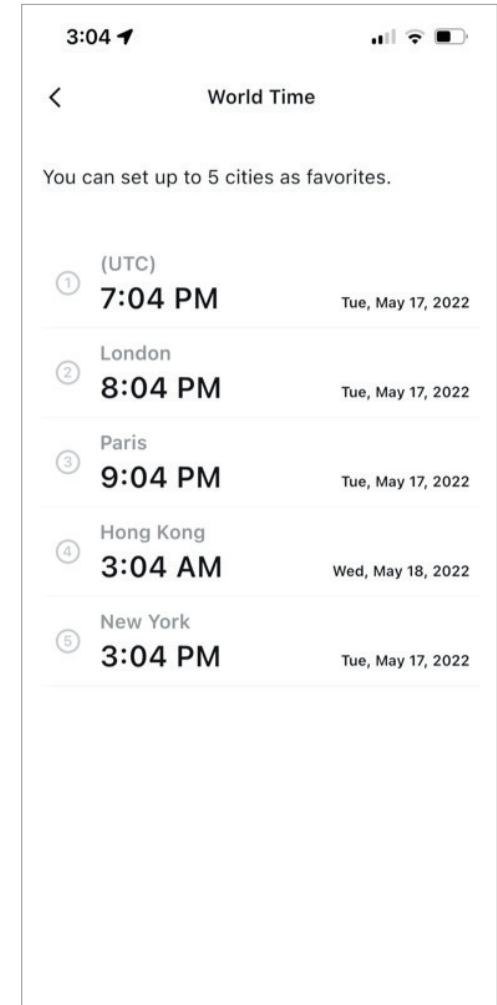 3:04
World Time
You can set up to 5 cities as favorites.
(UTC)
1
7:04 PM
Tue, May 17, 2022
London
2
8:04 PM
Tue, May 17, 2022
Paris
3
9:04 PM
Tue, May 17, 2022
Hong Kong
4
3:04 AM
Wed, May 18, 2022
New York
5
3:04 PM
Tue, May 17, 2022